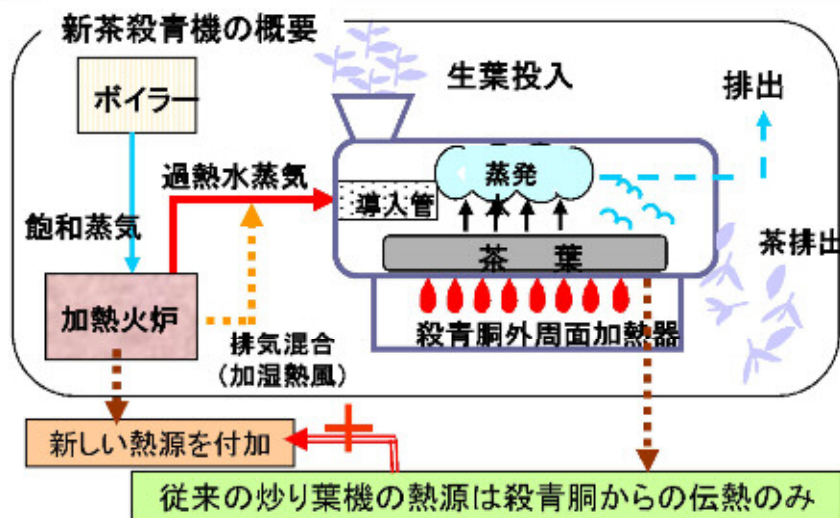 新茶殺青機の概要
ボイラー
生葉投入
排出
過熱水蒸気
蒸発
導入管
水
飽和蒸気
茶 葉
茶排出
加熱火炉
排気混合
（加湿熱風）
殺青胴外周面加熱器
新しい熱源を付加
従来の炒り葉機の熱源は殺青胴からの伝熱のみ